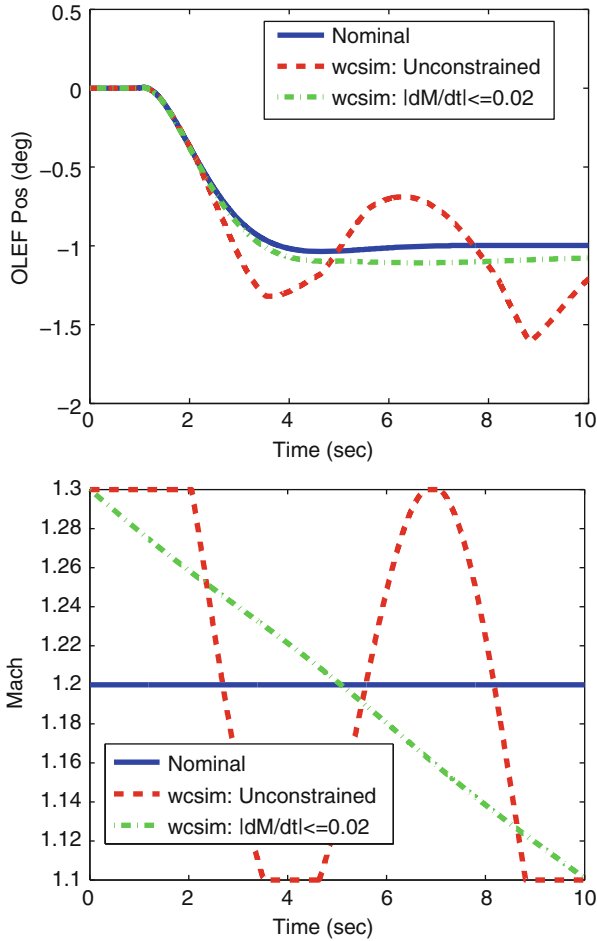 0.5
0
−0.5
−1.0
−1.5
−2
OLEF Pos (deg)
Nominal
wcsim: Unconstrained
wcsim: |dM/dt|<=0.02
0 2 4 6 8 10
Time (sec)
1.3
1.28
1.26
1.24
1.22
1.2
1.18
1.16
1.14
1.12
1.1
Mach
Nominal
wcsim: Unconstrained
wcsim: |dM/dt|<=0.02
0 2 4 6 8 10
Time (sec)